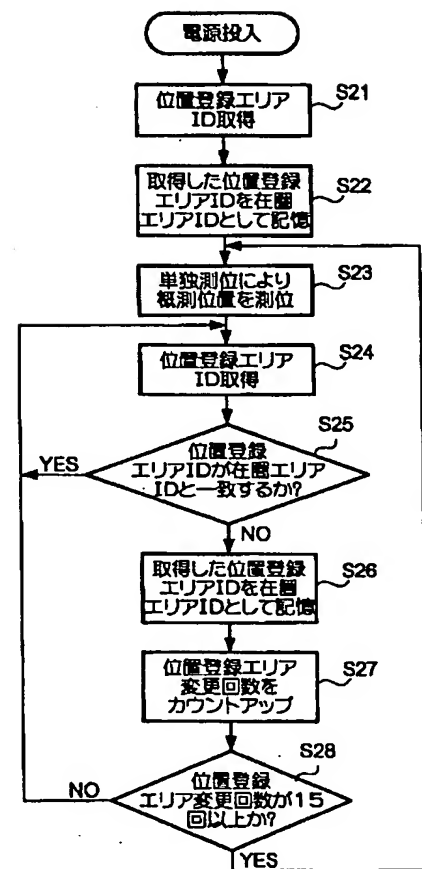 電源投入
S21
位置登録エリア
ID取得
S22
取得した位置登録
エリアIDを在圏
エリアIDとして記憶
S23
単独測位により
概測位置を測位
S24
位置登録エリア
ID取得
S25
位置登録
エリアIDが在圏エリア
IDと一致するか?
YES
NO
S26
取得した位置登録
エリアIDを在圏
エリアIDとして記憶
S27
位置登録エリア
変更回数を
カウントアップ
S28
位置登録
エリア変更回数が15
回以上か?
NO
YES